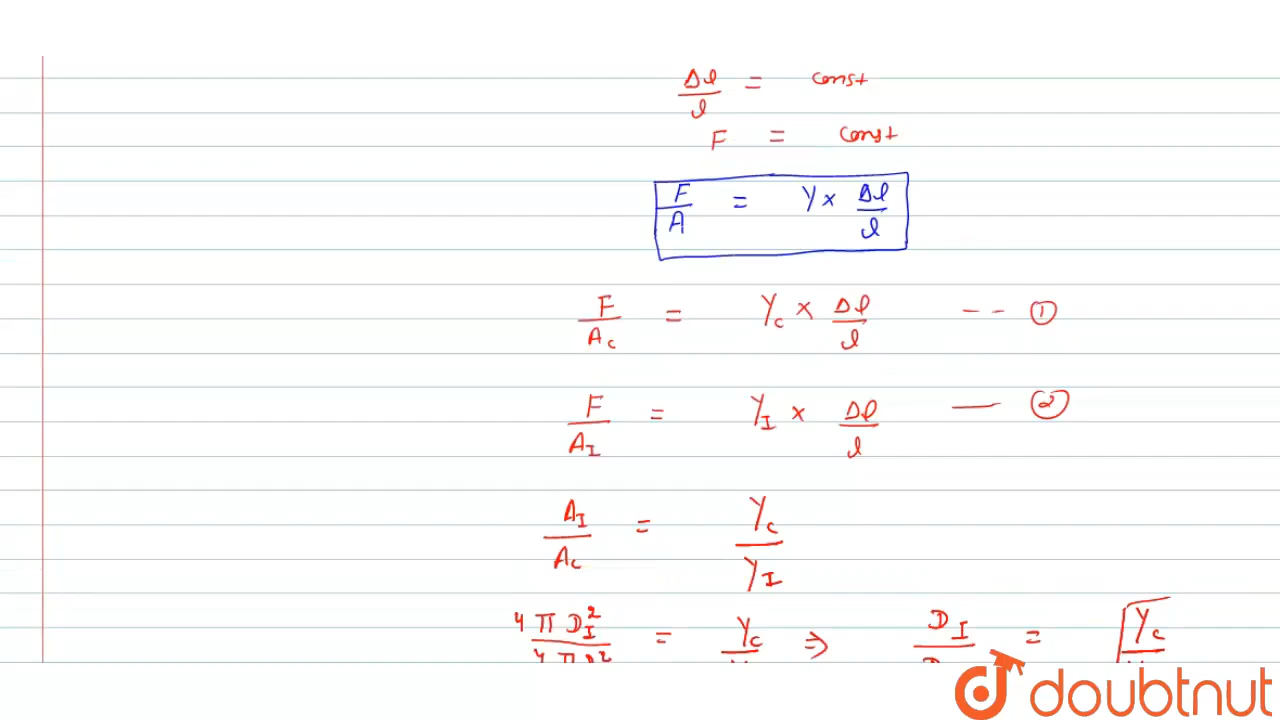 Δl/l = const
F = const
F/A = Y × Δl/l
F/A_c = Y_c × Δl/l -- ①
F/A_I = Y_I × Δl/l — ②
A_I/A_c = Y_c/Y_I
4πD_I²/4πD² = Y_c/ ⇒ D_I/D = √Y_c/
doubtnut